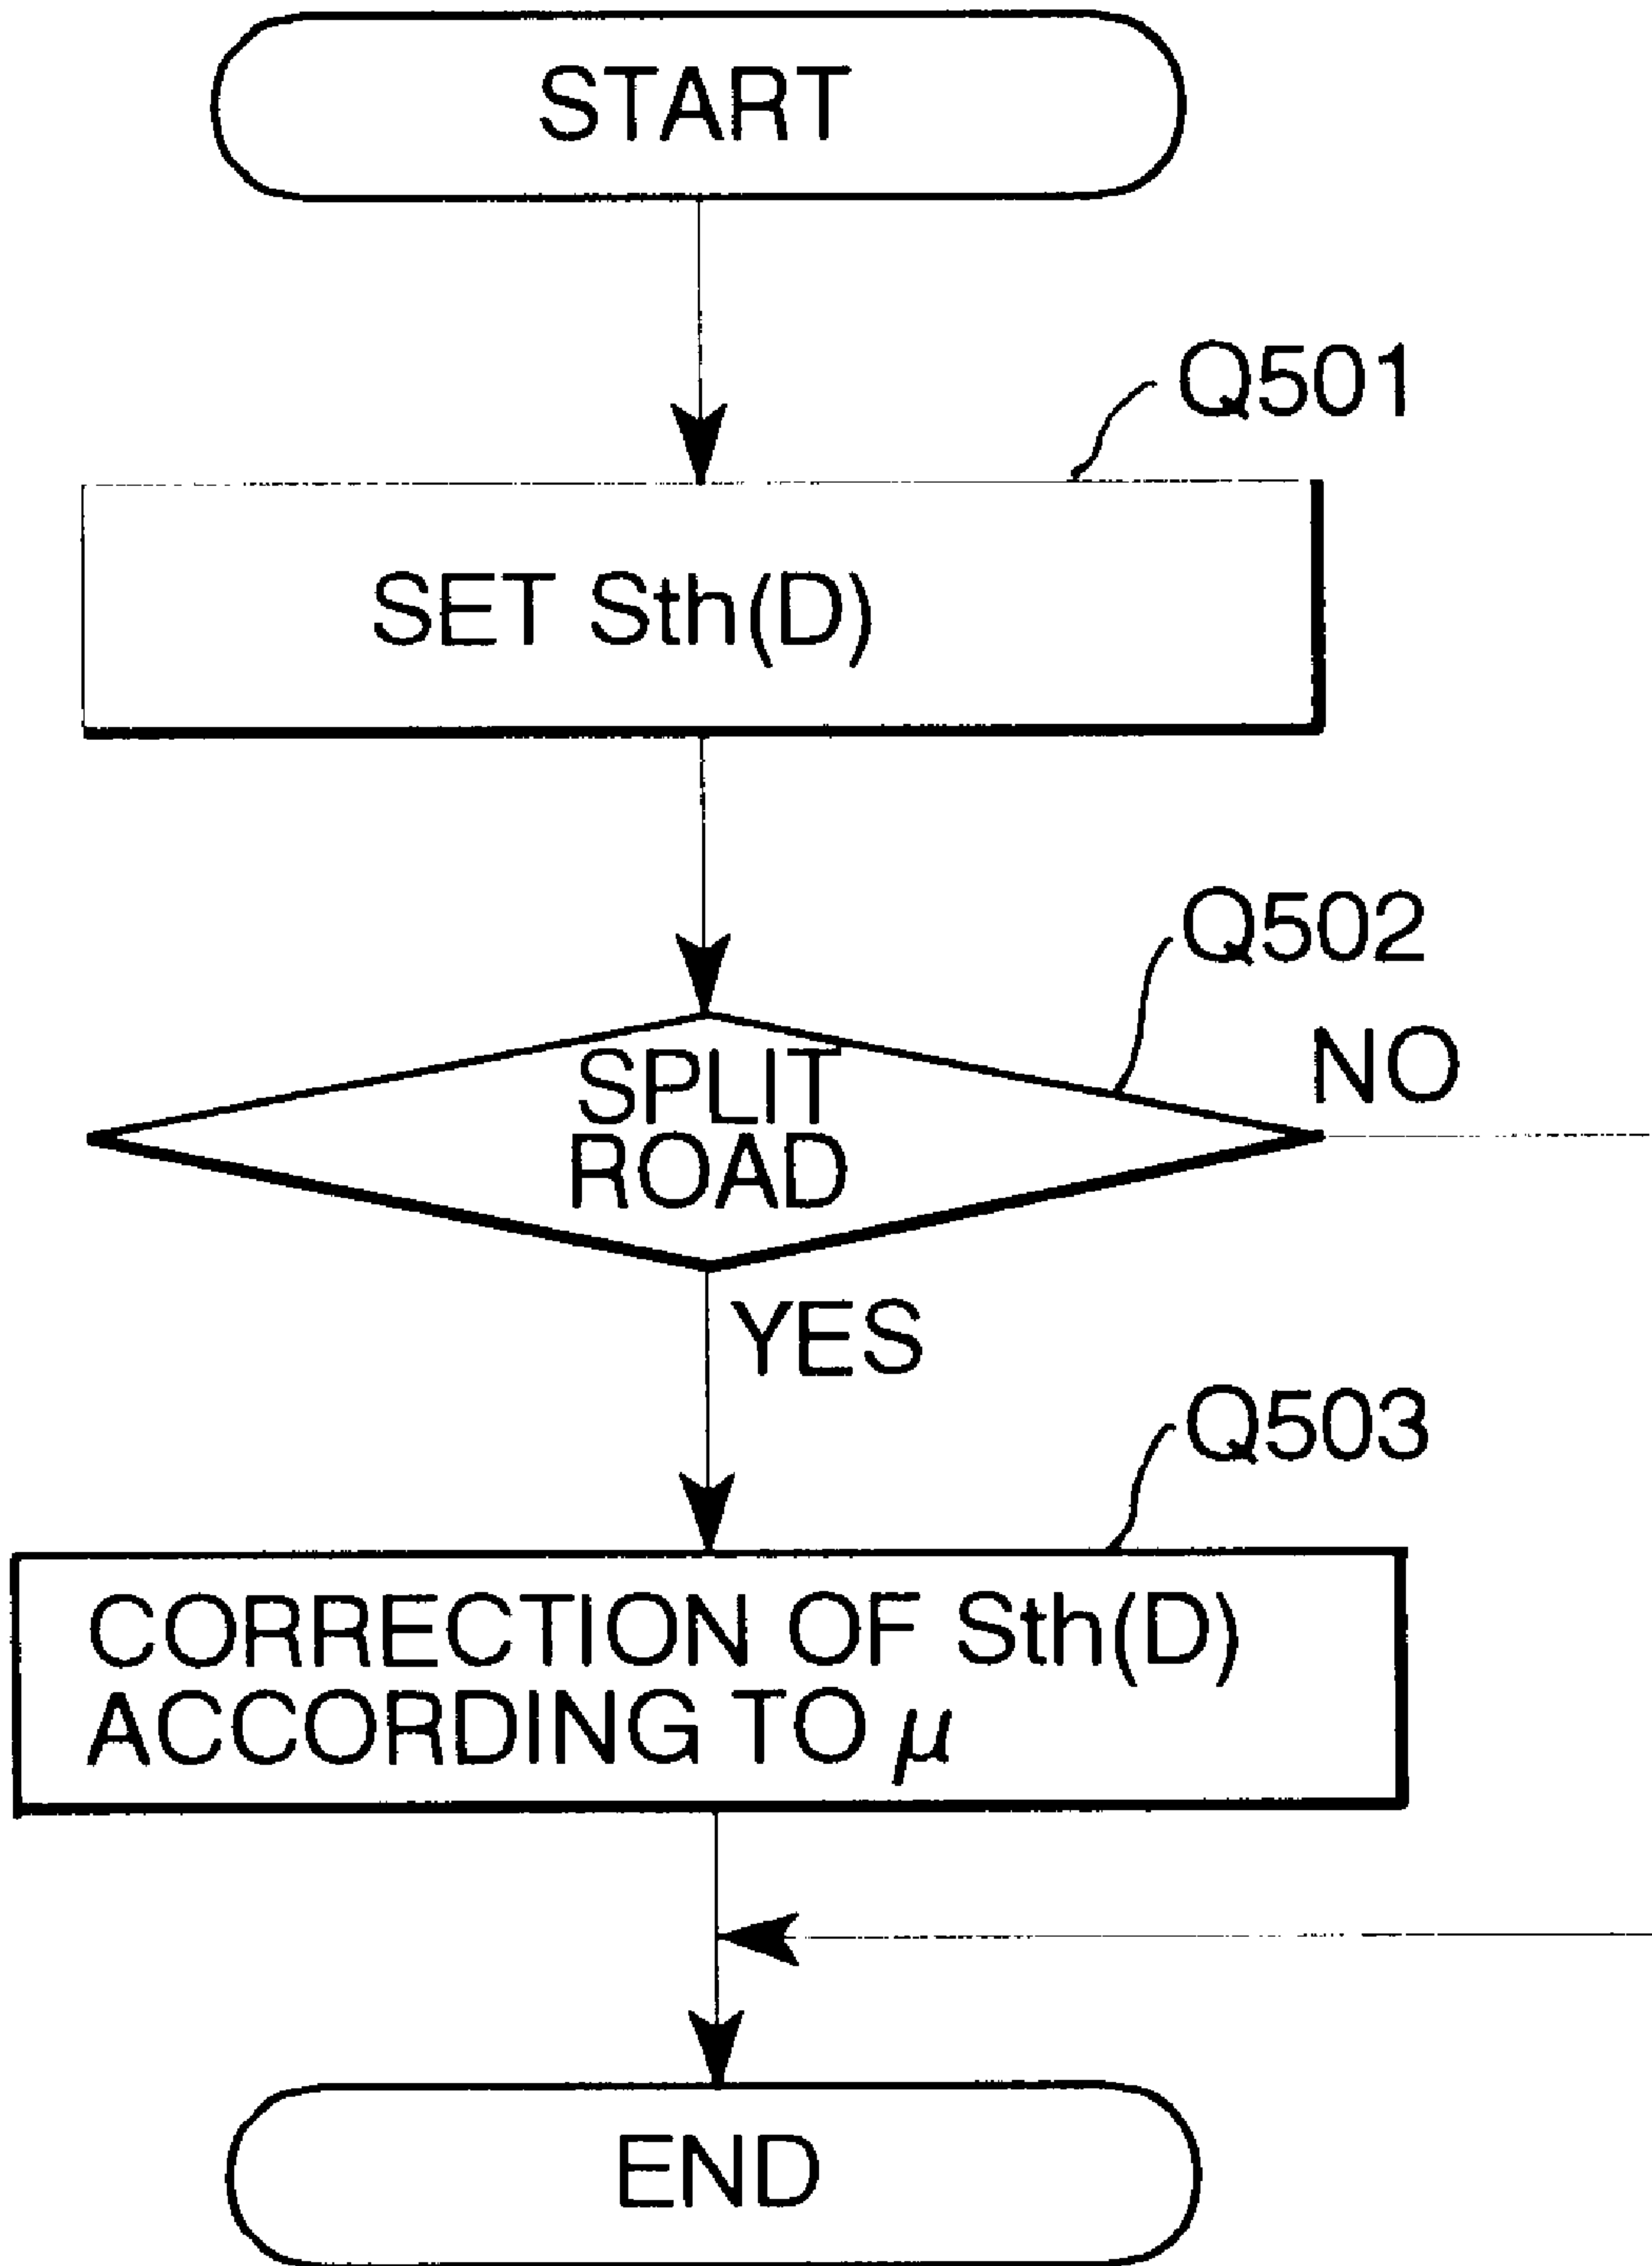 START
Q501
SET Sth(D)
Q502
SPLIT
ROAD
NO
YES
Q503
CORRECTION OF Sth(D)
ACCORDING TO μ
END